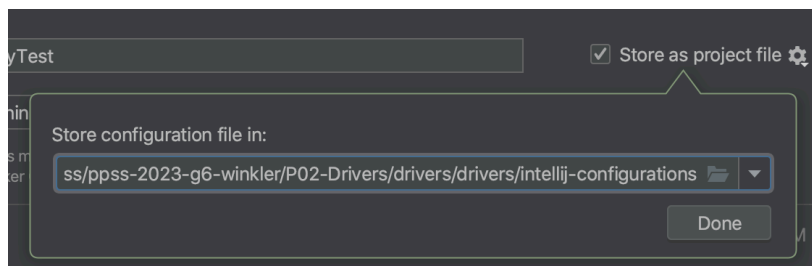 yTest
Store as project file
Store configuration file in:
ss/ppss-2023-g6-winkler/P02-Drivers/drivers/drivers/intellij-configurations
Done